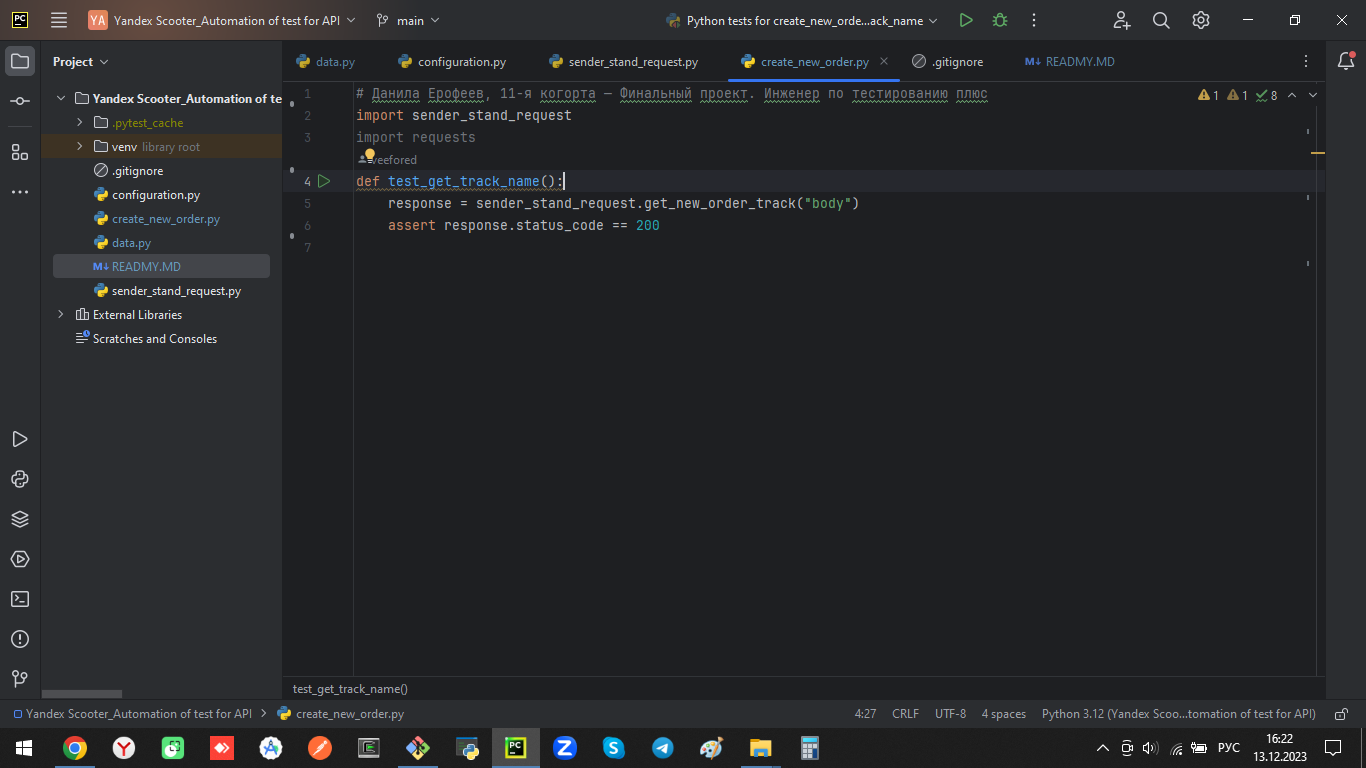 YA Yandex Scooter_Automation of test for API main Python tests for create_new_orde...ack_name
Project
data.py configuration.py sender_stand_request.py create_new_order.py .gitignore READMY.MD
Yandex Scooter_Automation of te
.pytest_cache
venv library root
.gitignore
configuration.py
create_new_order.py
data.py
READMY.MD
sender_stand_request.py
External Libraries
Scratches and Consoles
1 # Данила Ерофеев, 11-я когорта — Финальный проект. Инженер по тестированию плюс
1 1 8
2 import sender_stand_request
3 import requests
4 def test_get_track_name():
5 response = sender_stand_request.get_new_order_track("body")
6 assert response.status_code == 200
7
test_get_track_name()
Yandex Scooter_Automation of test for API create_new_order.py 4:27 CRLF UTF-8 4 spaces Python 3.12 (Yandex Scoo...tomation of test for API)
РУС 16:22
13.12.2023